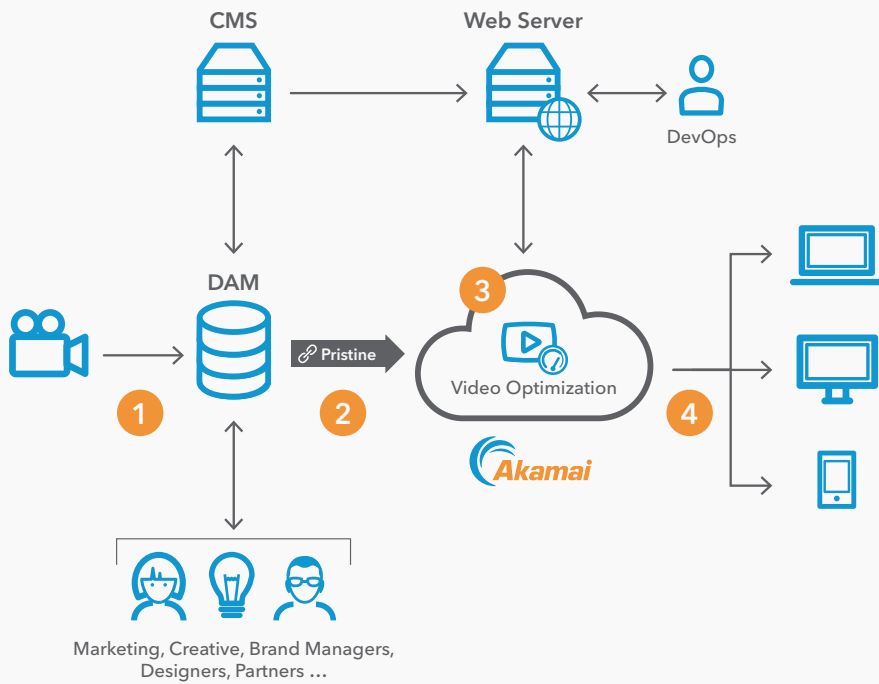 CMS
Web Server
DevOps
DAM
3
Pristine
Video Optimization
1
2
4
Akamai
Marketing, Creative, Brand Managers,
Designers, Partners ...